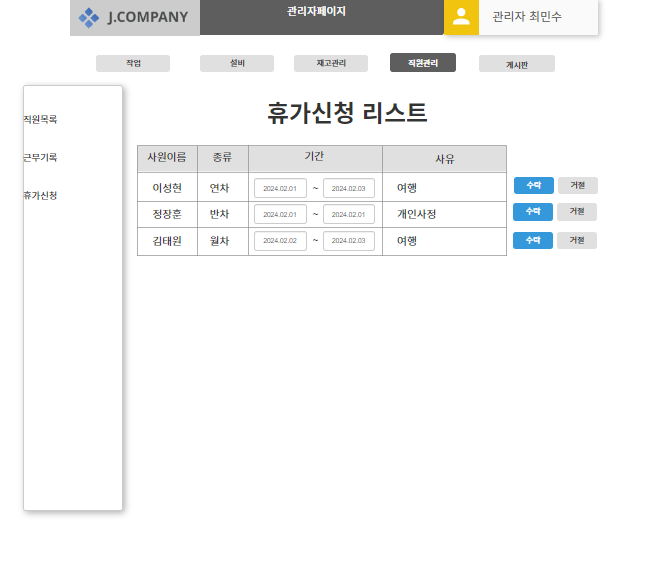 J.COMPANY 관리자페이지 관리자 최민수
작업 설비 재고관리 직원관리 게시판
직원목록
근무기록
휴가신청
휴가신청 리스트
사원이름 종류 기간 사유
이성현 연차 2024.02.01 ~ 2024.02.03 여행 수락 거절
정장훈 반차 2024.02.01 ~ 2024.02.01 개인사정 수락 거절
김태원 월차 2024.02.02 ~ 2024.02.03 여행 수락 거절